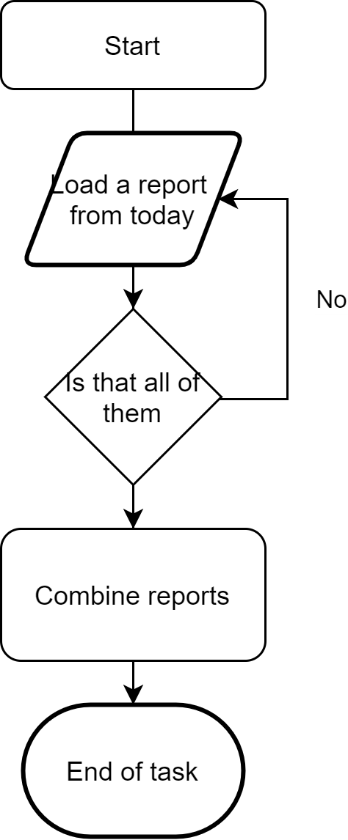 Start
Load a report
from today
No
Is that all of
them
Combine reports
End of task